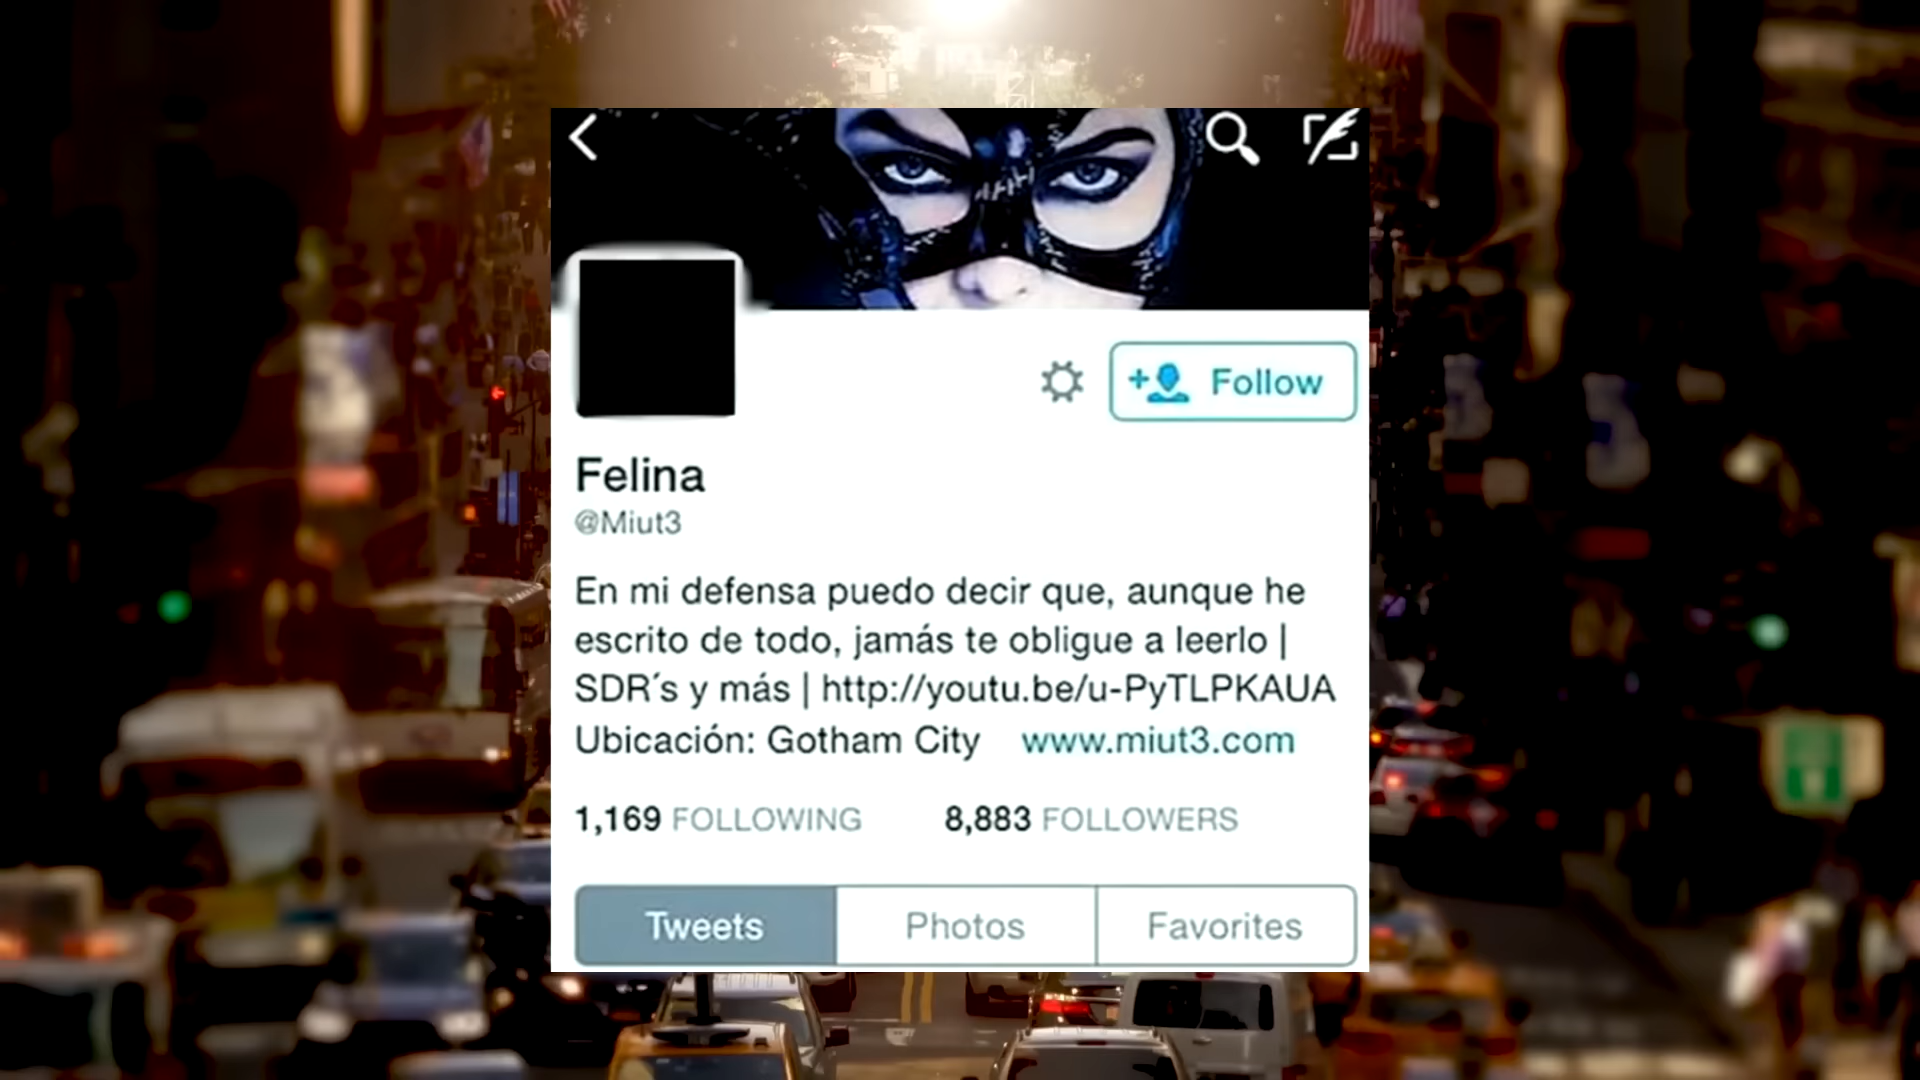 Follow
Felina
@Miut3
En mi defensa puedo decir que, aunque he
escrito de todo, jamás te obligue a leerlo |
SDR´s y más | http://youtu.be/u-PyTLPKAUA
Ubicación: Gotham City www.miut3.com
1,169 FOLLOWING 8,883 FOLLOWERS
Tweets Photos Favorites